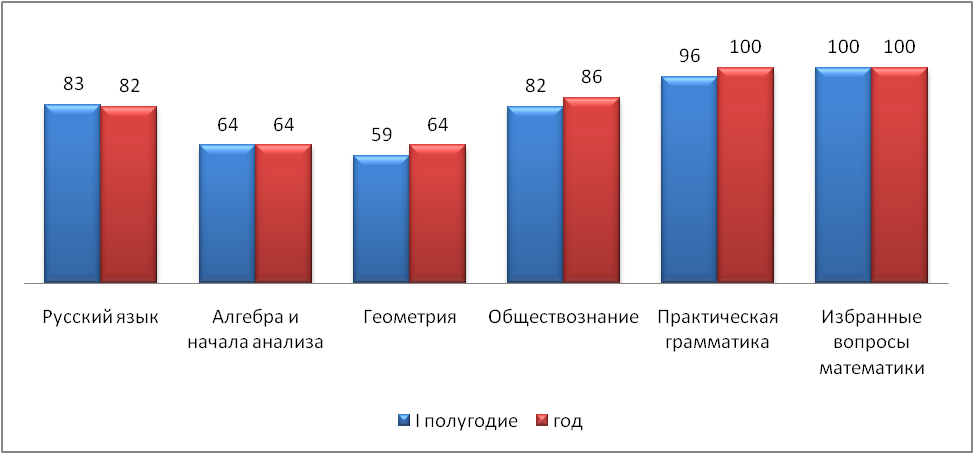 83 82 64 64 59 64 82 86 96 100 100 100
Русский язык
Алгебра и
начала анализа
Геометрия
Обществознание
Практическая
грамматика
Избранные
вопросы
математики
I полугодие год